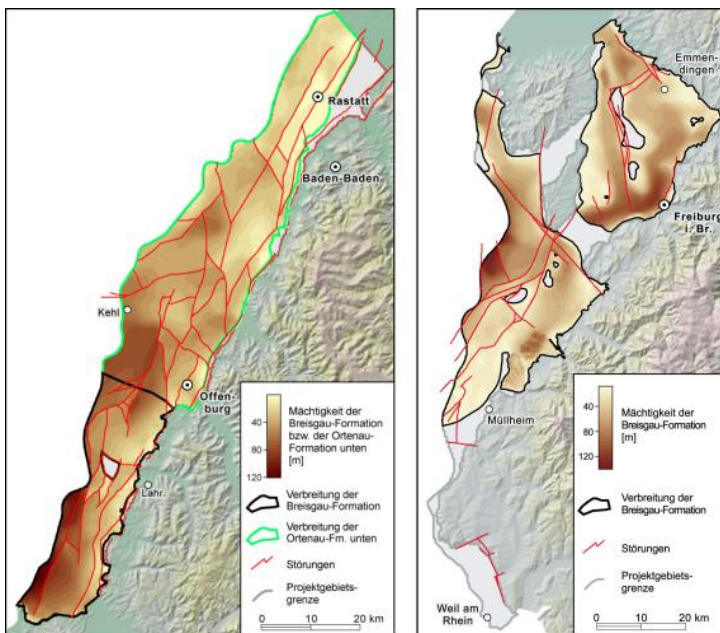 Rastatt
Baden-Baden
Kehl
Offen-
burg
Lahr
40
80
120
Mächtigkeit der
Breisgau-Formation
bzw. der Ortenau-
Formation unten
[m]
Verbreitung der
Breisgau-Formation
Verbreitung der
Ortenau-Fm. unten
Störungen
Projektgebiets-
grenze
0 10 20 km
Emmen-
dingen
Freiburg
i. Br.
Müllheim
Weil am
Rhein
40
80
120
Mächtigkeit der
Breisgau-Formation
[m]
Verbreitung der
Breisgau-Formation
Störungen
Projektgebiets-
grenze
0 10 20 km